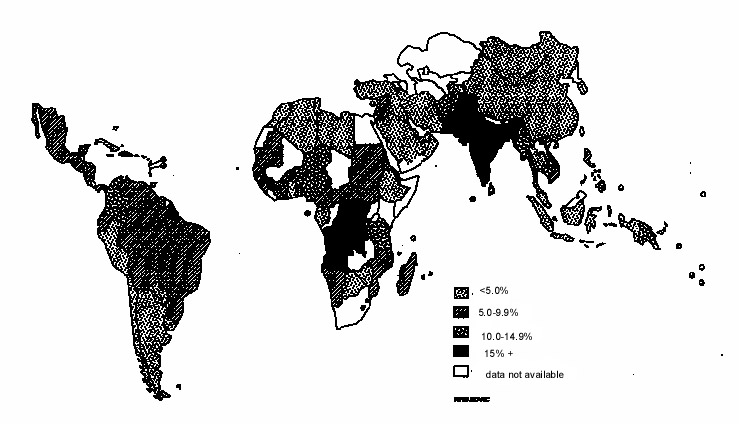 <5.0%
5.0-9.9%
10.0-14.9%
15% +
data not available